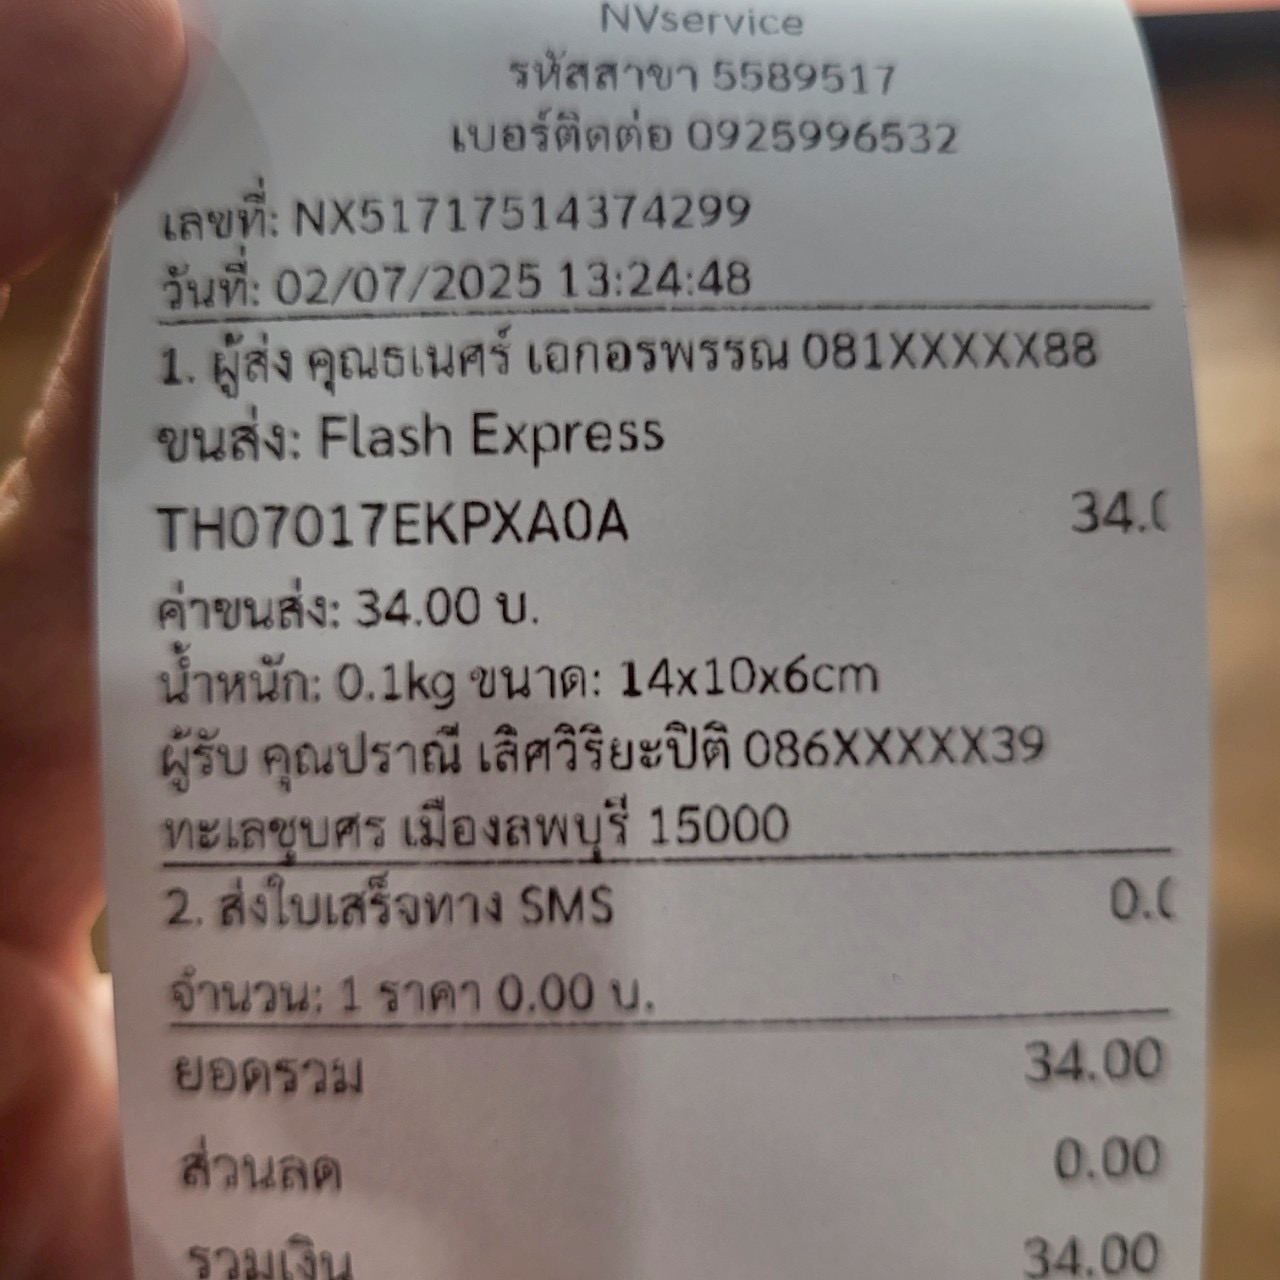 NVservice
รหัสสาขา 5589517
เบอร์ติดต่อ 0925996532
เลขที่: NX51717514374299
วันที่: 02/07/2025 13:24:48
1. ผู้ส่ง คุณธเนศร์ เอกอรพรรณ 081XXXXX88
ขนส่ง: Flash Express
TH07017EKPXA0A 34.0
ค่าขนส่ง: 34.00 บ.
น้ำหนัก: 0.1kg ขนาด: 14x10x6cm
ผู้รับ คุณปราณี เลิศวิริยะปิติ 086XXXXX39
ทะเลชุบศร เมืองลพบุรี 15000
2. ส่งใบเสร็จทาง SMS 0.0
จำนวน: 1 ราคา 0.00 บ.
ยอดรวม 34.00
ส่วนลด 0.00
รวมเงิน 34.00